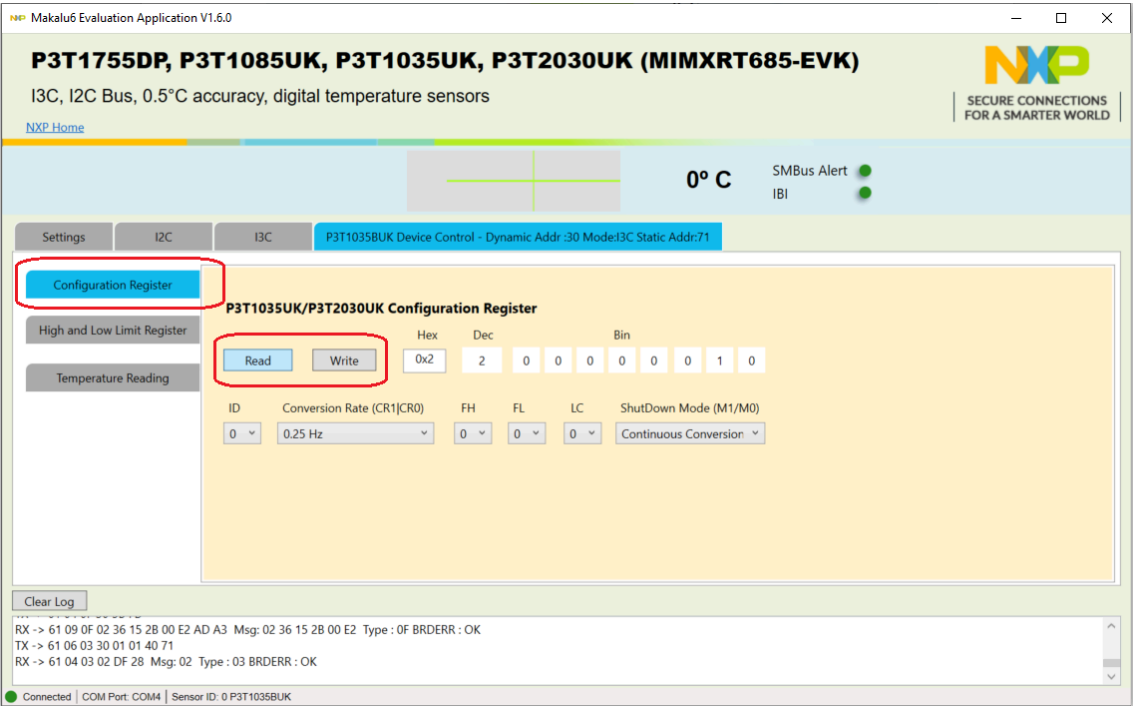 Makalu6 Evaluation Application V1.6.0
P3T1755DP, P3T1085UK, P3T1035UK, P3T2030UK (MIMXRT685-EVK)
I3C, I2C Bus, 0.5°C accuracy, digital temperature sensors
NXP Home
NXP
SECURE CONNECTIONS
FOR A SMARTER WORLD
0º C
SMBus Alert
IBI
Settings I2C I3C P3T1035BUK Device Control - Dynamic Addr :30 Mode:I3C Static Addr:71
Configuration Register
High and Low Limit Register
Temperature Reading
P3T1035UK/P3T2030UK Configuration Register
Hex Dec Bin
Read Write 0x2 2 0 0 0 0 0 0 1 0
ID Conversion Rate (CR1|CR0) FH FL LC ShutDown Mode (M1/M0)
0 0.25 Hz 0 0 0 Continuous Conversion
Clear Log
RX -> 61 09 0F 02 36 15 2B 00 E2 AD A3 Msg: 02 36 15 2B 00 E2 Type : 0F BRDERR : OK
TX -> 61 06 03 30 01 01 40 71
RX -> 61 04 03 02 DF 28 Msg: 02 Type : 03 BRDERR : OK
Connected COM Port: COM4 Sensor ID: 0 P3T1035BUK